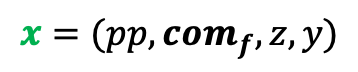 x = (pp, com_f, z, y)